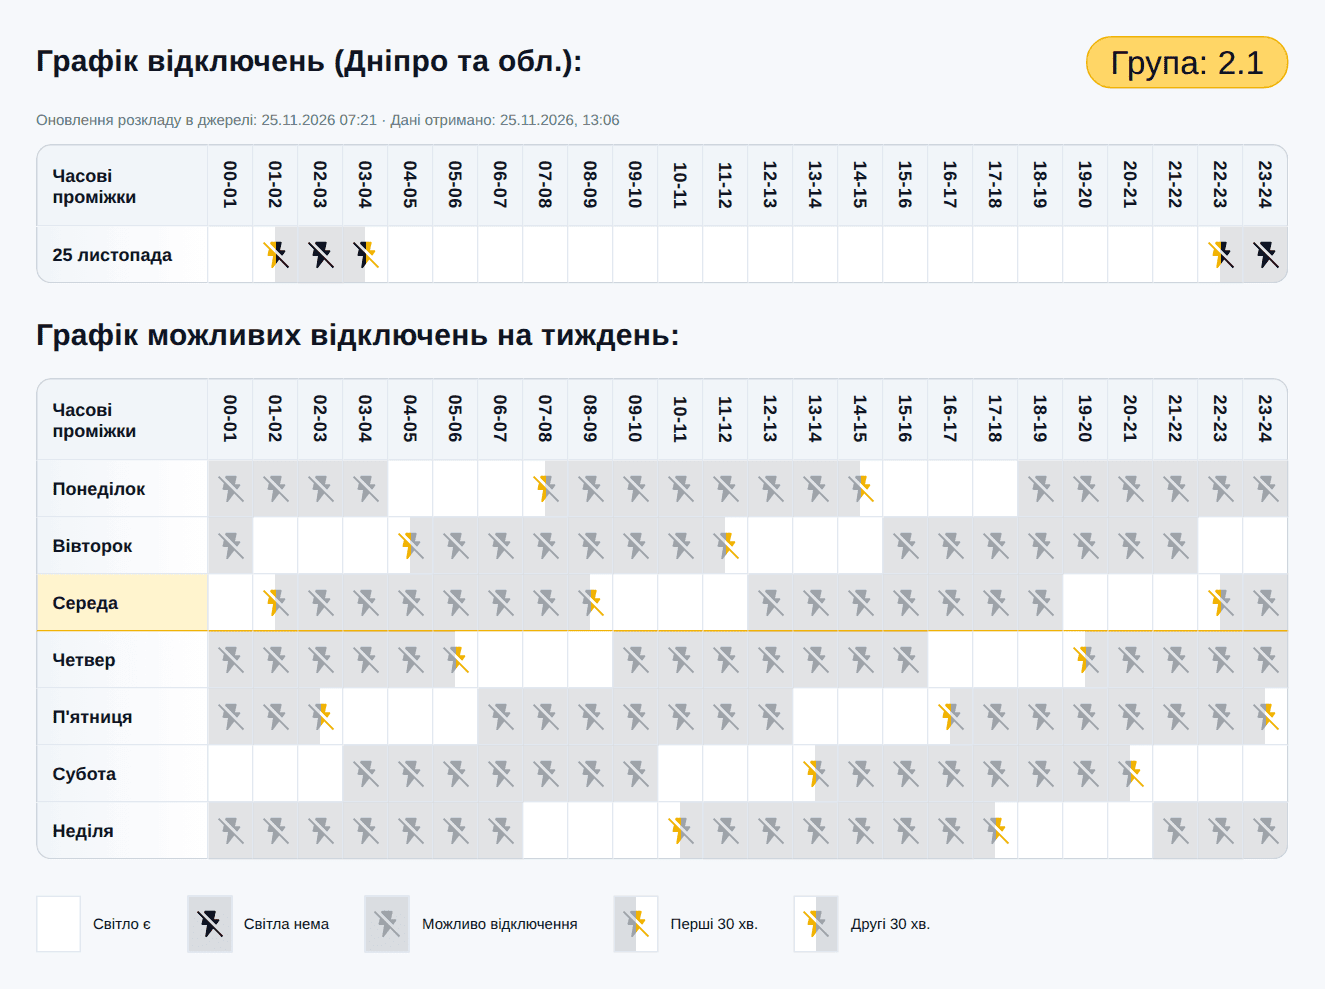 Графік відключень (Дніпро та обл.):
Група: 2.1
Оновлення розкладу в джерелі: 25.11.2026 07:21 · Дані отримано: 25.11.2026, 13:06
Часові
проміжки
00-01 01-02 02-03 03-04 04-05 05-06 06-07 07-08 08-09 09-10 10-11 11-12 12-13 13-14 14-15 15-16 16-17 17-18 18-19 19-20 20-21 21-22 22-23 23-24
25 листопада
Графік можливих відключень на тиждень:
Часові
проміжки
00-01 01-02 02-03 03-04 04-05 05-06 06-07 07-08 08-09 09-10 10-11 11-12 12-13 13-14 14-15 15-16 16-17 17-18 18-19 19-20 20-21 21-22 22-23 23-24
Понеділок
Вівторок
Середа
Четвер
П'ятниця
Субота
Неділя
Світло є
Світла нема
Можливо відключення
Перші 30 хв.
Другі 30 хв.